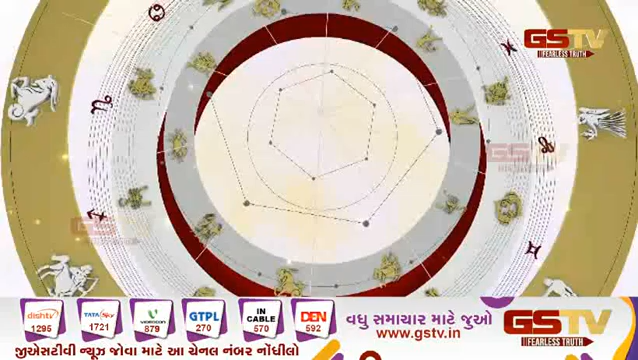 GSTV
FEARLESS TRUTH
GSTV
GSTV
dishtv
1295
TATA Sky
1721
videocon
879
GTPL
270
IN CABLE
570
DEN
592
જીએસટીવી ન્યૂઝ જોવા માટે આ ચેનલ નંબર નોંધીલો
વધુ સમાચાર માટે જુઓ
www.gstv.in
GSTV
FEARLESS TRUTH